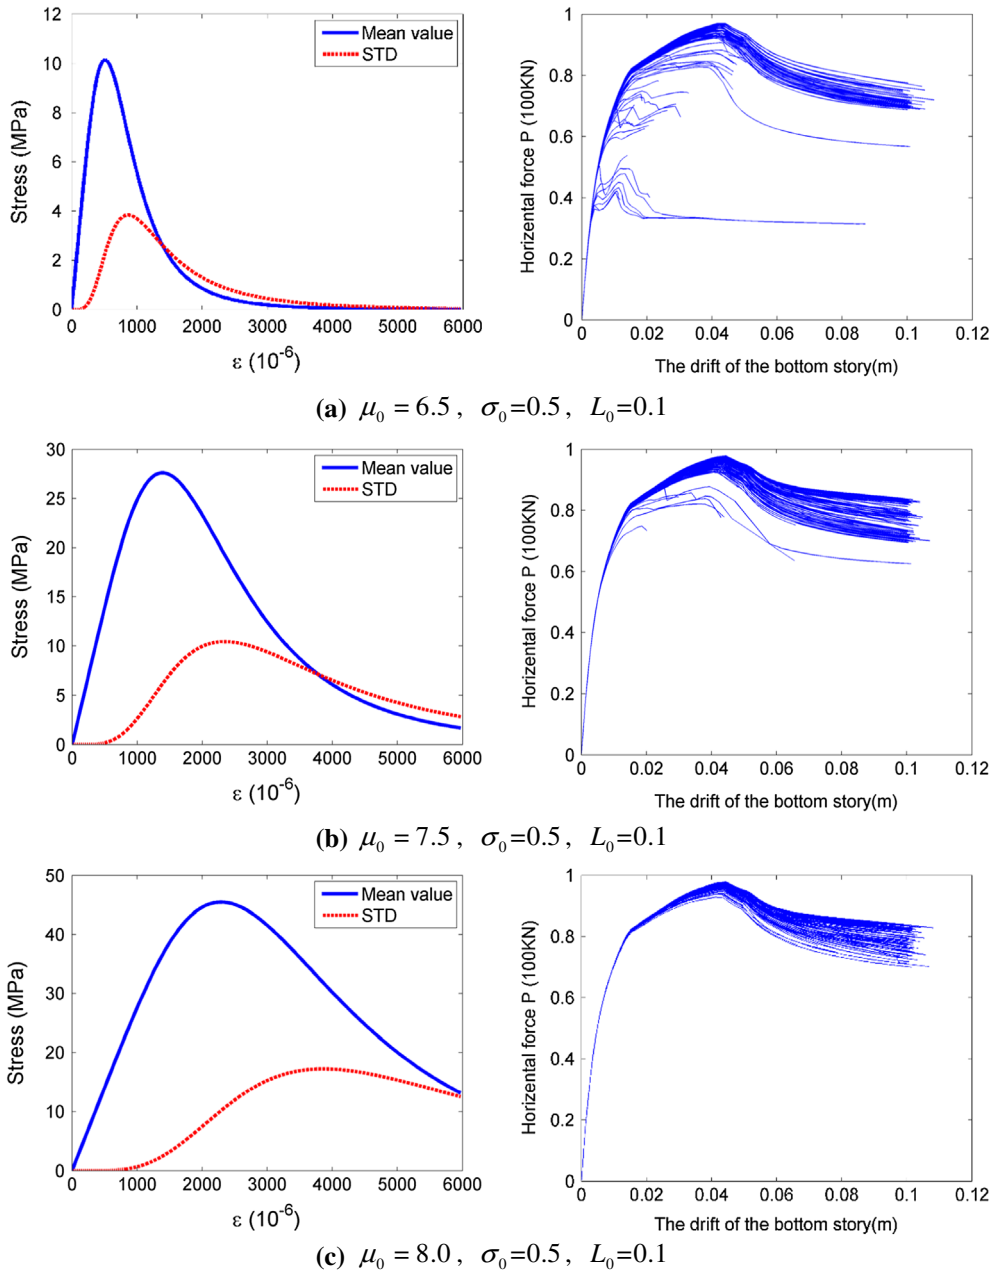 14
12
10
8
6
4
2
0
Stress (MPa)
Mean value
STD
0 1000 2000 3000 4000 5000 6000
ε (10-6)
1
0.8
0.6
0.4
0.2
0
Horizental force P (100KN)
0 0.02 0.04 0.06 0.08 0.1 0.12
The drift of the bottom story(m)
(a) μ0 = 6.5 , σ0=0.5, L0=0.1
30
25
20
15
10
5
0
Stress (MPa)
Mean value
STD
0 1000 2000 3000 4000 5000 6000
ε (10-6)
1
0.8
0.6
0.4
0.2
0
Horizental force P (100KN)
0 0.02 0.04 0.06 0.08 0.1 0.12
The drift of the bottom story(m)
(b) μ0 = 7.5 , σ0=0.5, L0=0.1
50
40
30
20
10
0
Stress (MPa)
Mean value
STD
0 1000 2000 3000 4000 5000 6000
ε (10-6)
1
0.8
0.6
0.4
0.2
0
Horizental force P (100KN)
0 0.02 0.04 0.06 0.08 0.1 0.12
The drift of the bottom story(m)
(c) μ0 = 8.0 , σ0=0.5, L0=0.1